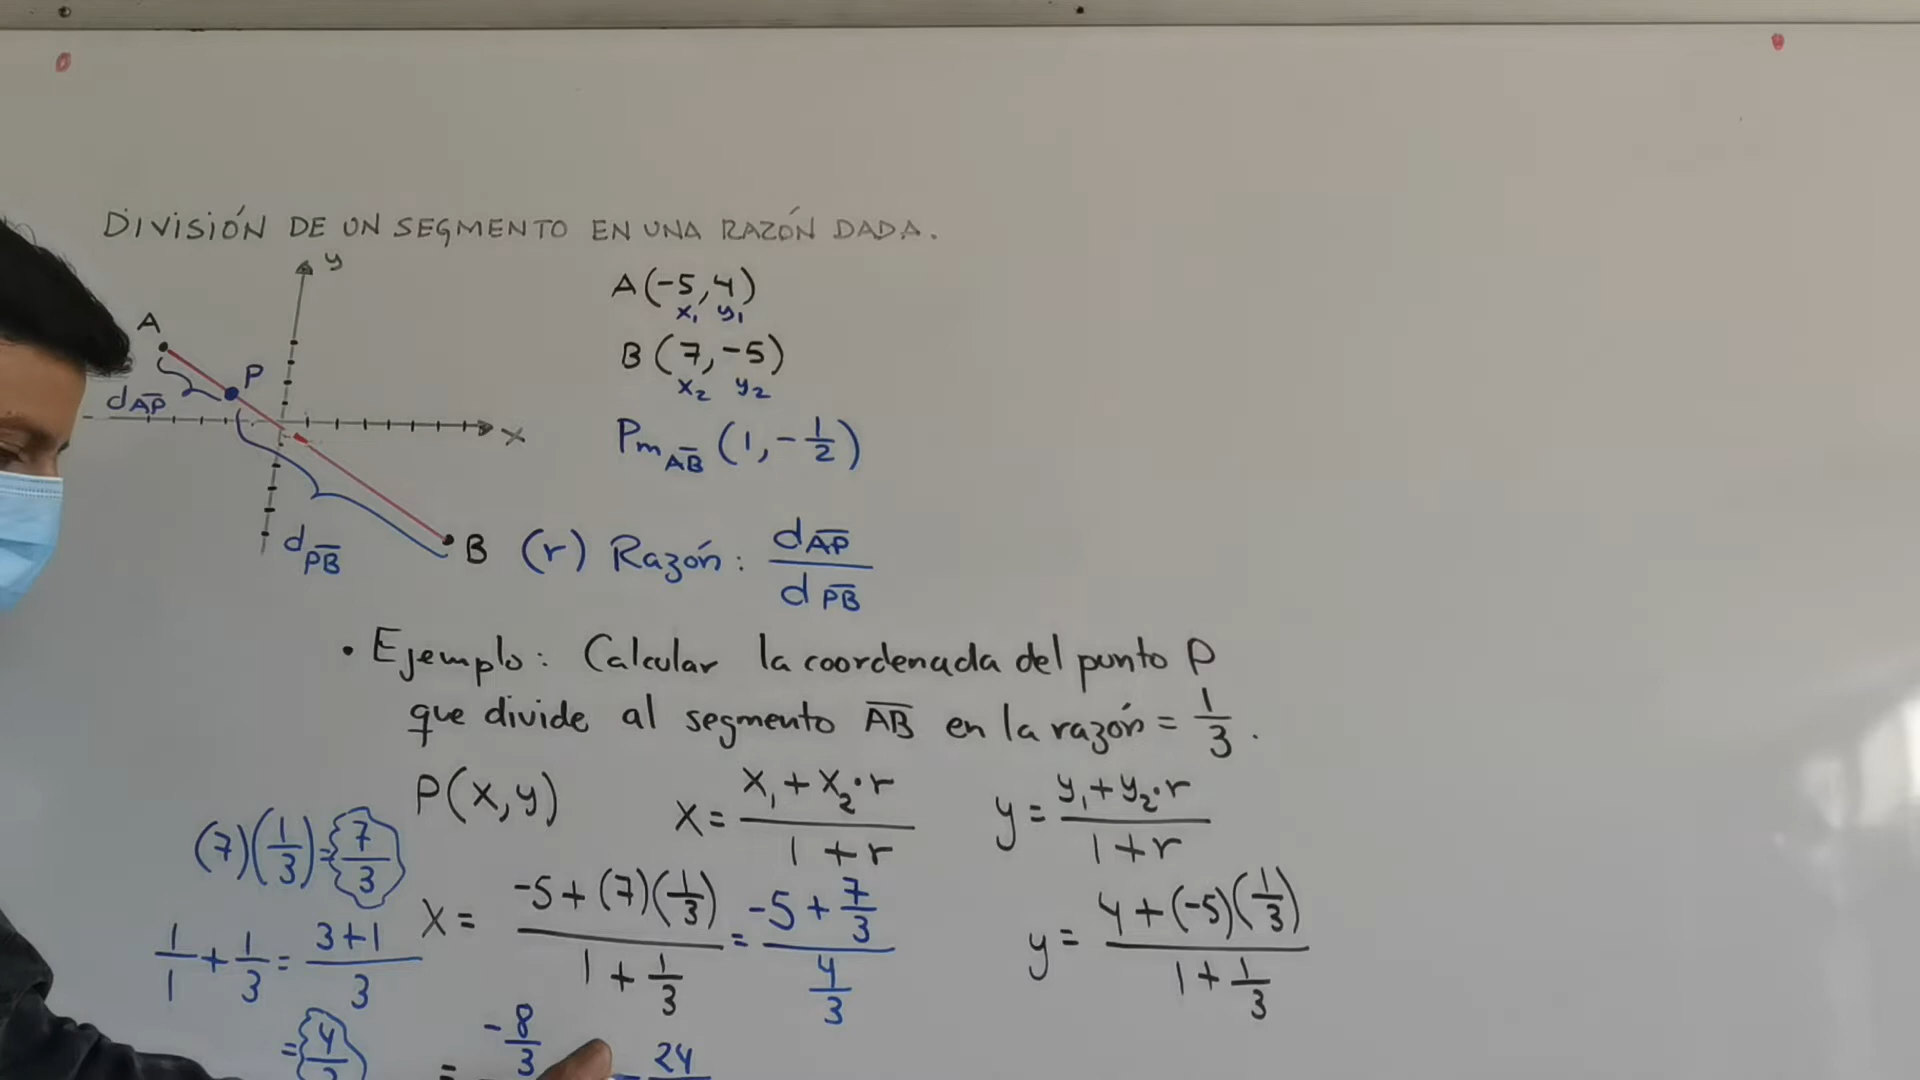 DIVISIÓN DE UN SEGMENTO EN UNA RAZÓN DADA.
y
A
P
dAP
x
dPB
B
A(-5,4)
x₁ y₁
B(7,-5)
x₂ y₂
PmAB (1, -1/2)
(r) Razón: dAP/dPB
• Ejemplo: Calcular la coordenada del punto P
que divide al segmento AB en la razón = 1/3.
P(x,y)
x = (x₁ + x₂·r)/(1 + r)
y = (y₁ + y₂·r)/(1 + r)
(7)(1/3) = 7/3
x = (-5 + (7)(1/3))/(1 + 1/3) = (-5 + 7/3)/(4/3)
y = (4 + (-5)(1/3))/(1 + 1/3)
1/1 + 1/3 = (3+1)/3
= 4/3
= -8/3
24